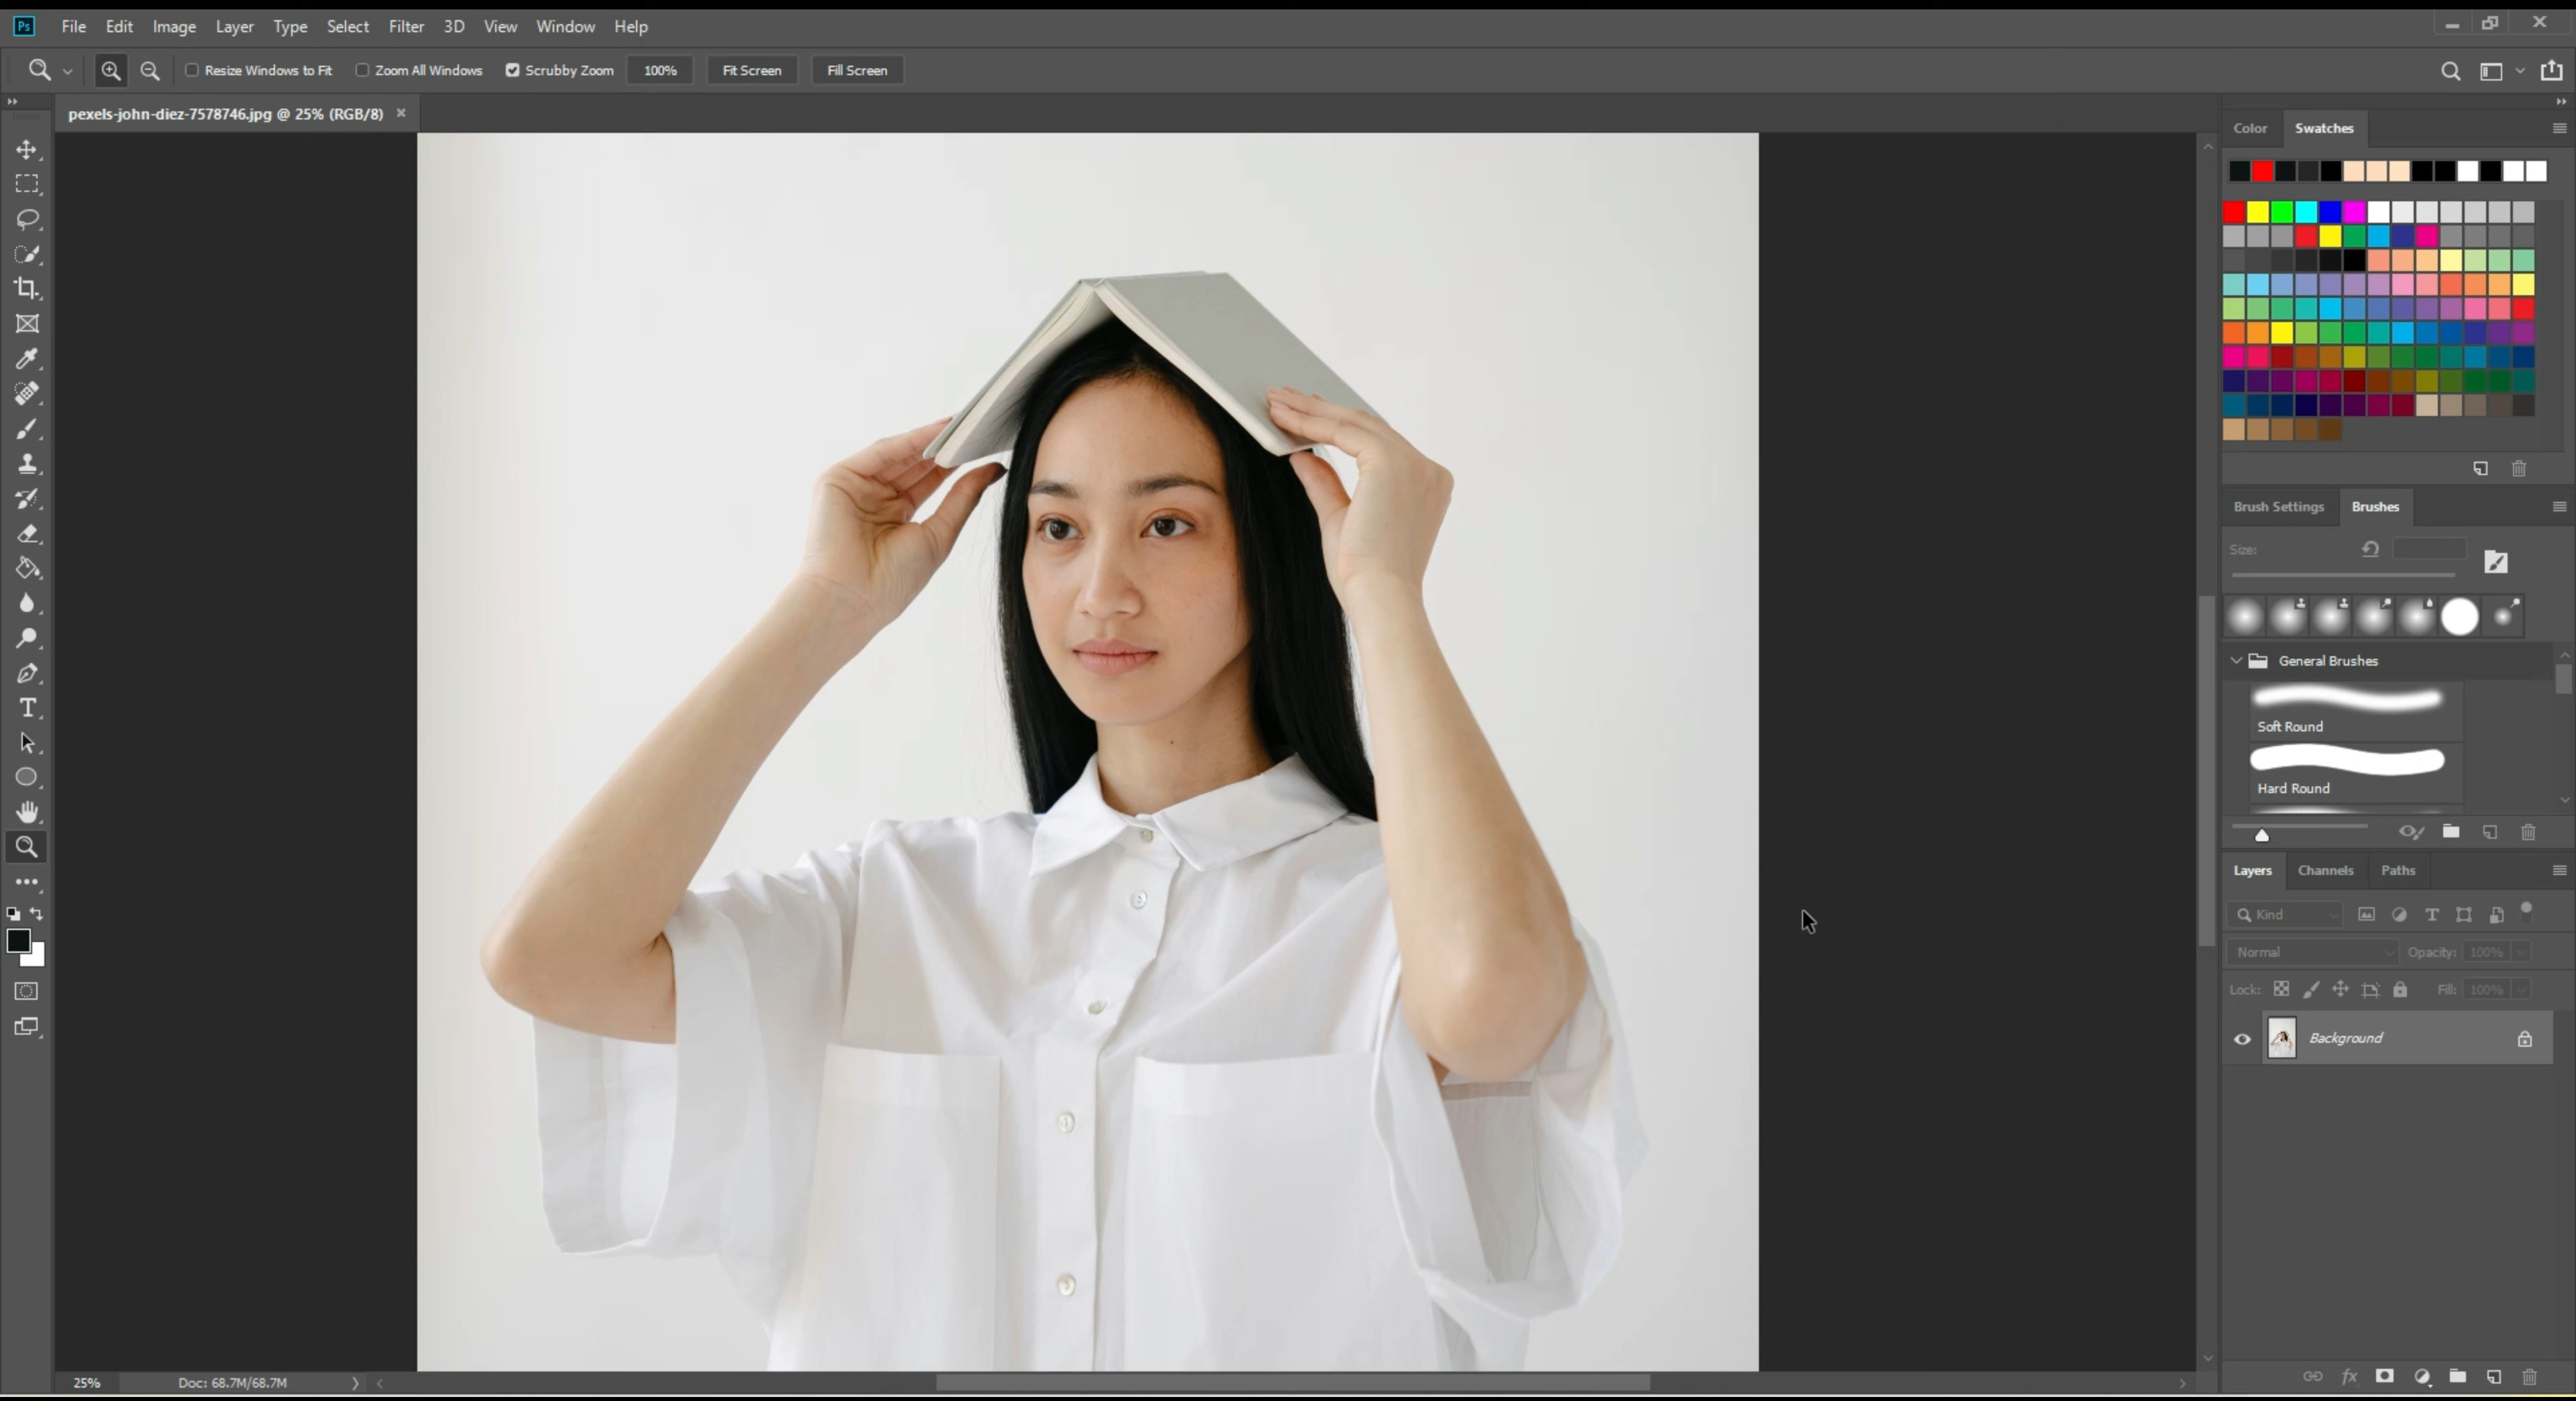 Ps File Edit Image Layer Type Select Filter 3D View Window Help
Resize Windows to Fit Zoom All Windows Scrubby Zoom 100% Fit Screen Fill Screen
pexels-john-diez-7578746.jpg @ 25% (RGB/8)
Color Swatches
Brush Settings Brushes
Size:
General Brushes
Soft Round
Hard Round
Layers Channels Paths
Kind
Normal Opacity: 100%
Lock: Fill: 100%
Background
25% Doc: 68.7M/68.7M